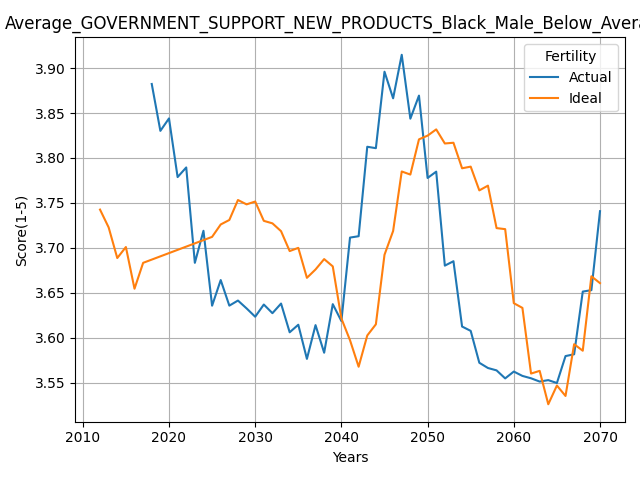 Average_GOVERNMENT_SUPPORT_NEW_PRODUCTS_Black_Male_Below_Avera
Fertility
Actual
Ideal
3.90
3.85
3.80
3.75
3.70
3.65
3.60
3.55
Score(1-5)
2010 2020 2030 2040 2050 2060 2070
Years